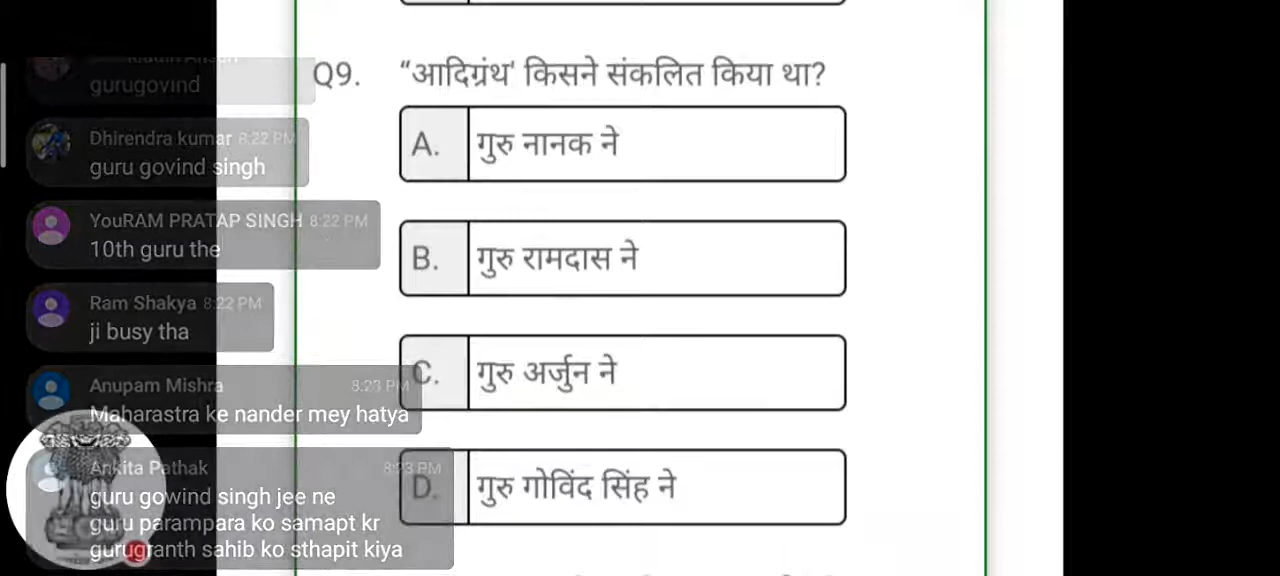 gurugovind
Dhirendra kumar 8:22 PM
guru govind singh
YouRAM PRATAP SINGH 8:22 PM
10th guru the
Ram Shakya 8:22 PM
ji busy tha
Anupam Mishra 8:23 PM
Maharastra ke nander mey hatya
Ankita Pathak 8:23 PM
guru gowind singh jee ne
guru parampara ko samapt kr
gurugranth sahib ko sthapit kiya
Q9. “आदिग्रंथ' किसने संकलित किया था?
A. गुरु नानक ने
B. गुरु रामदास ने
C. गुरु अर्जुन ने
D. गुरु गोविंद सिंह ने